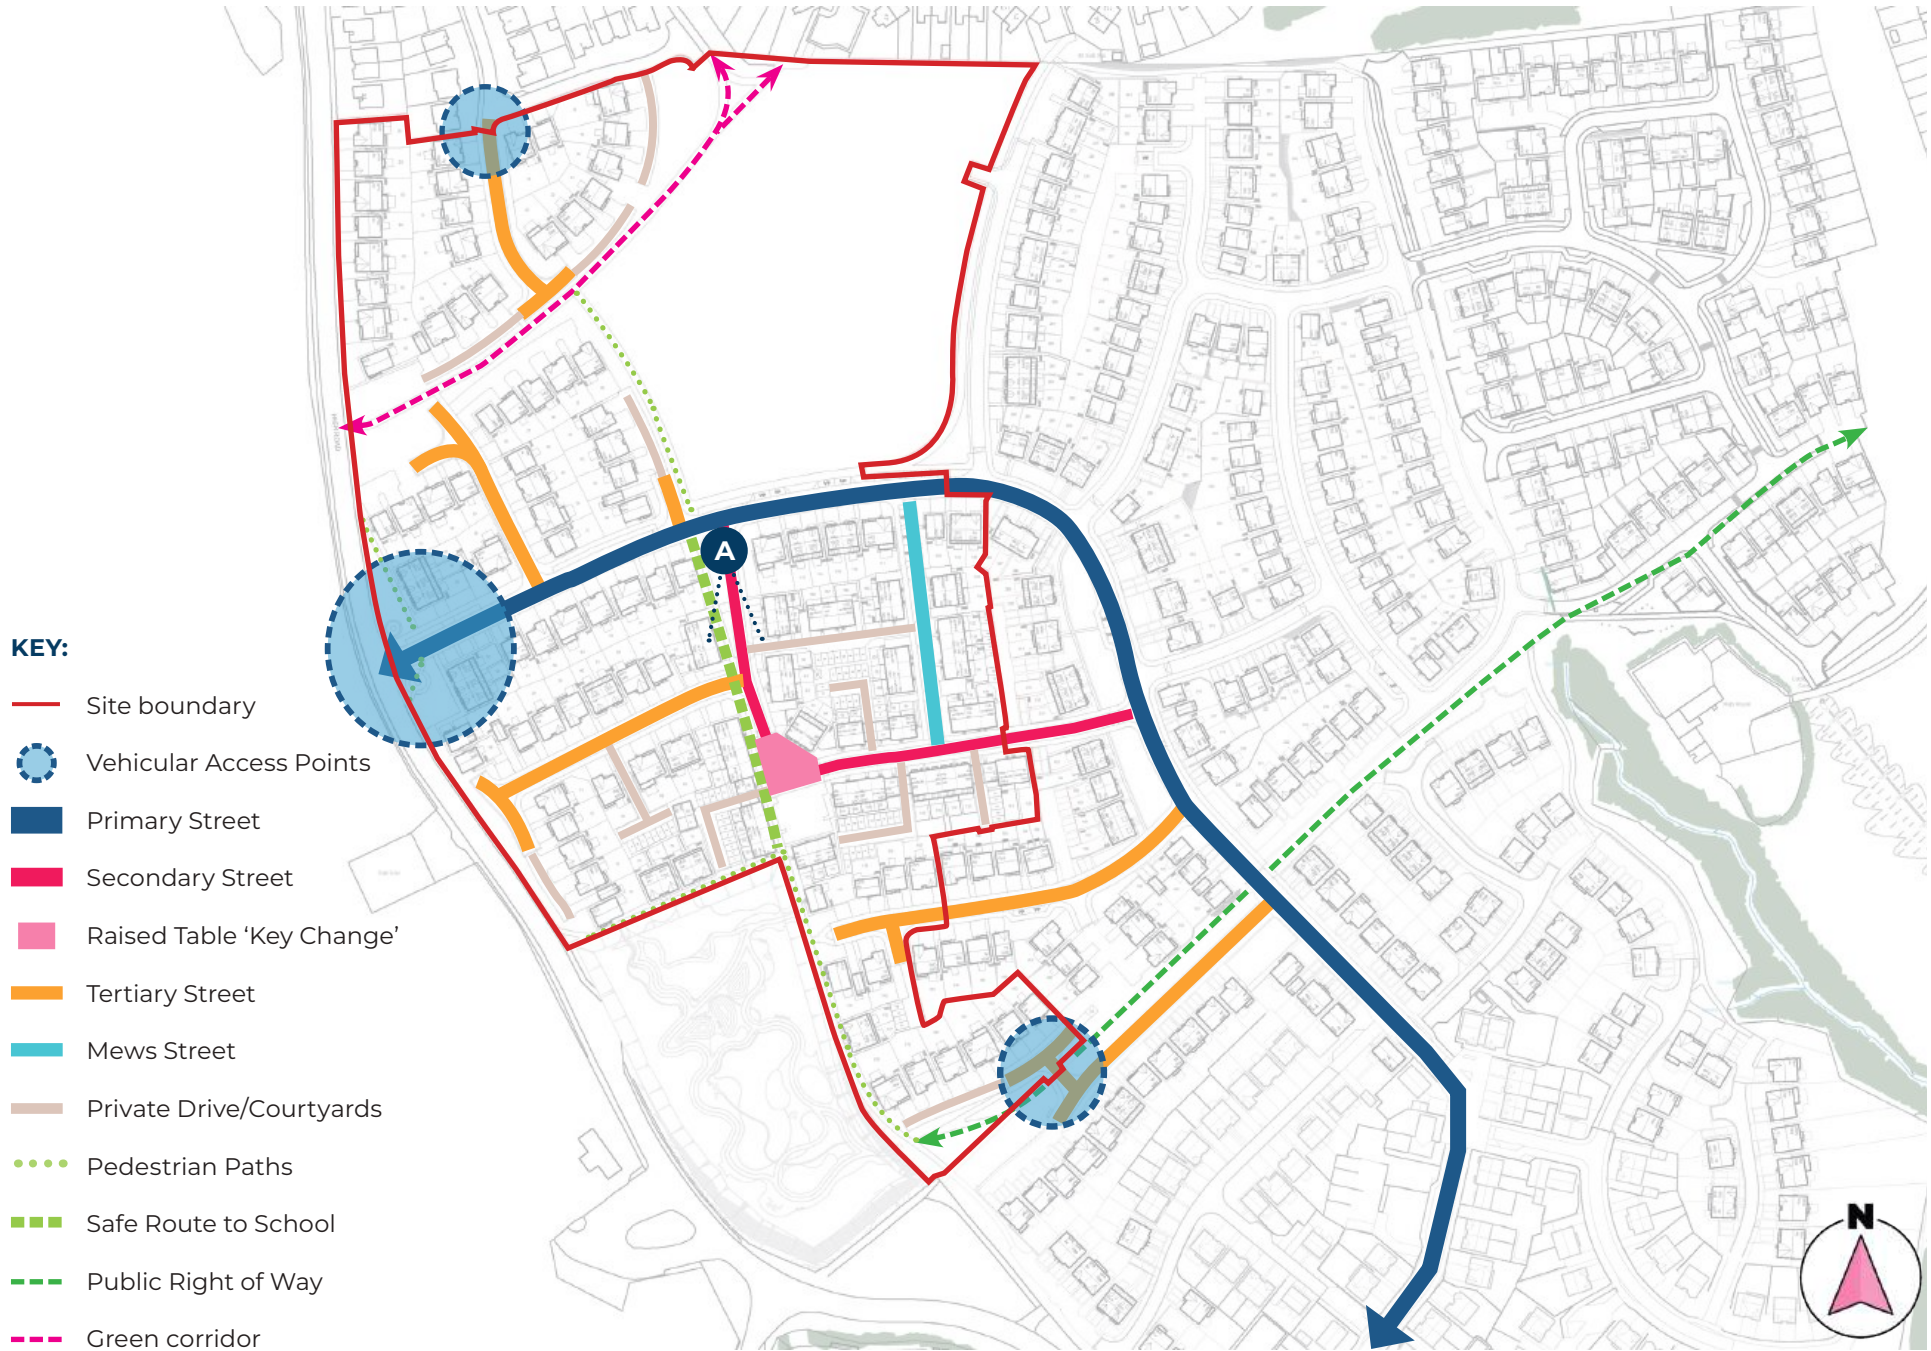 A
KEY:
Site boundary
Vehicular Access Points
Primary Street
Secondary Street
Raised Table ‘Key Change’
Tertiary Street
Mews Street
Private Drive/Courtyards
Pedestrian Paths
Safe Route to School
Public Right of Way
Green corridor
N